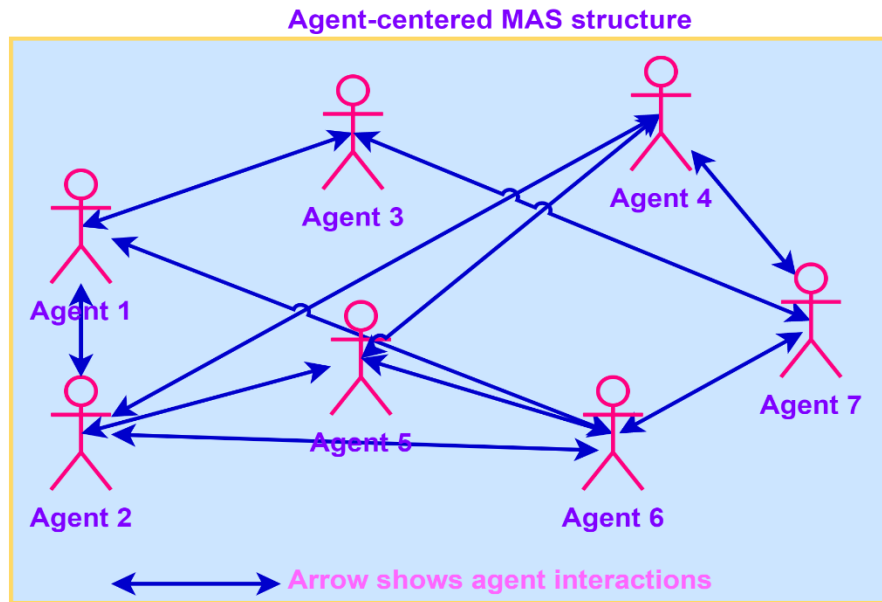 Agent-centered MAS structure
Agent 3
Agent 4
Agent 1
Agent 7
Agent 5
Agent 2
Agent 6
Arrow shows agent interactions